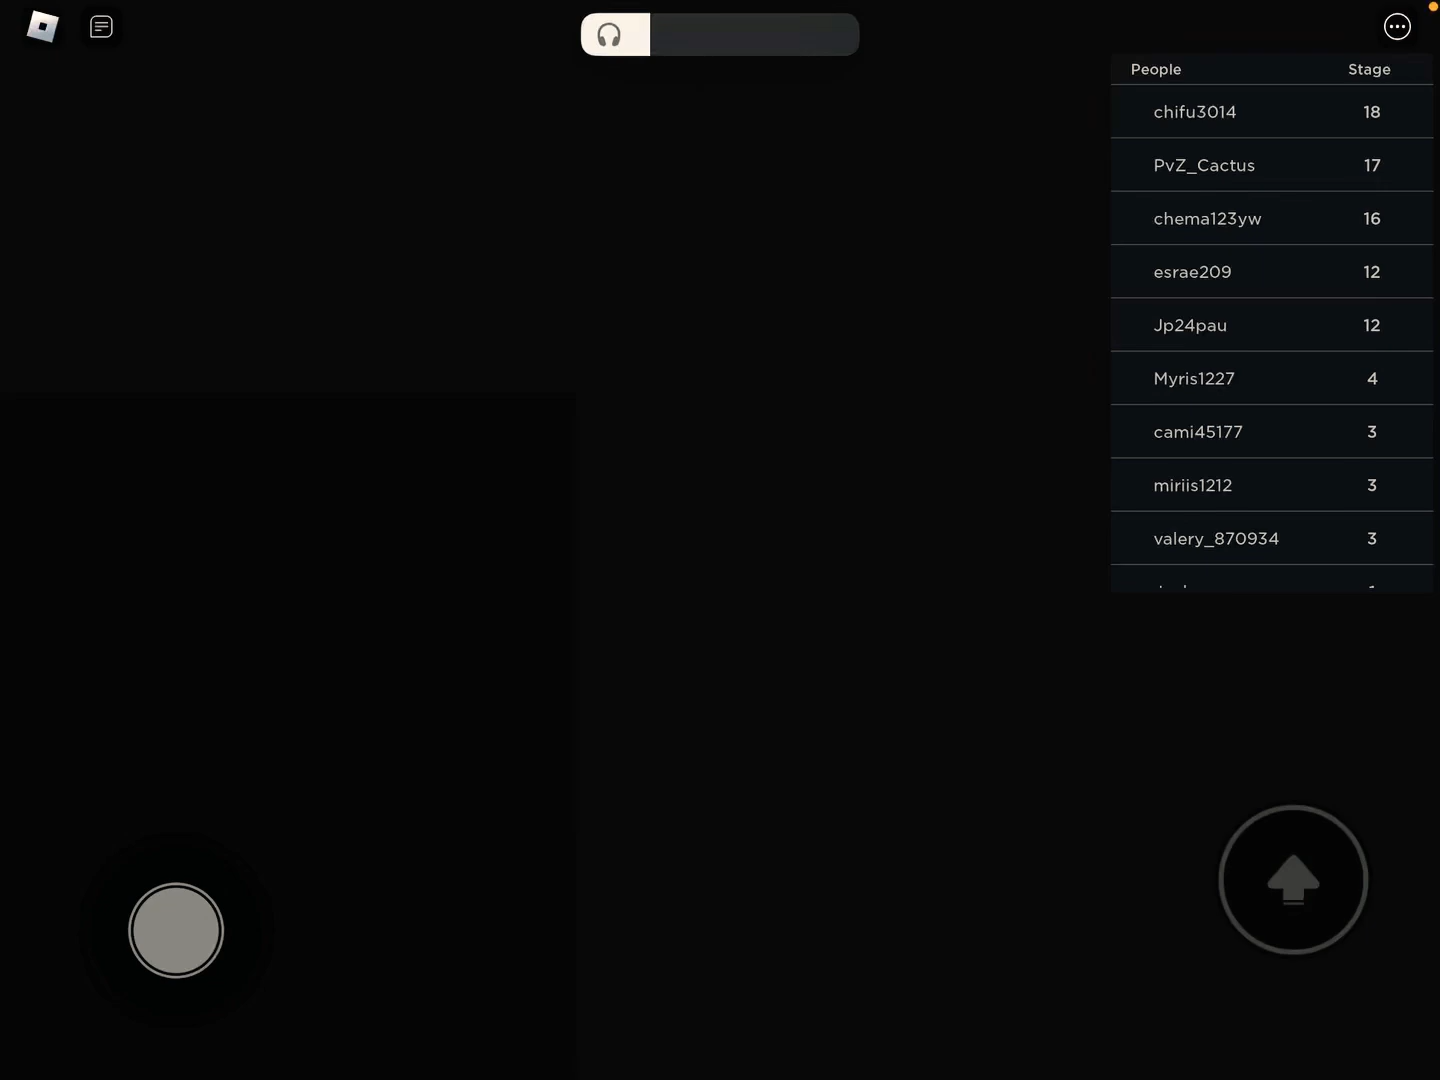 People Stage
chifu3014 18
PvZ_Cactus 17
chema123yw 16
esrae209 12
Jp24pau 12
Myris1227 4
cami45177 3
miriis1212 3
valery_870934 3